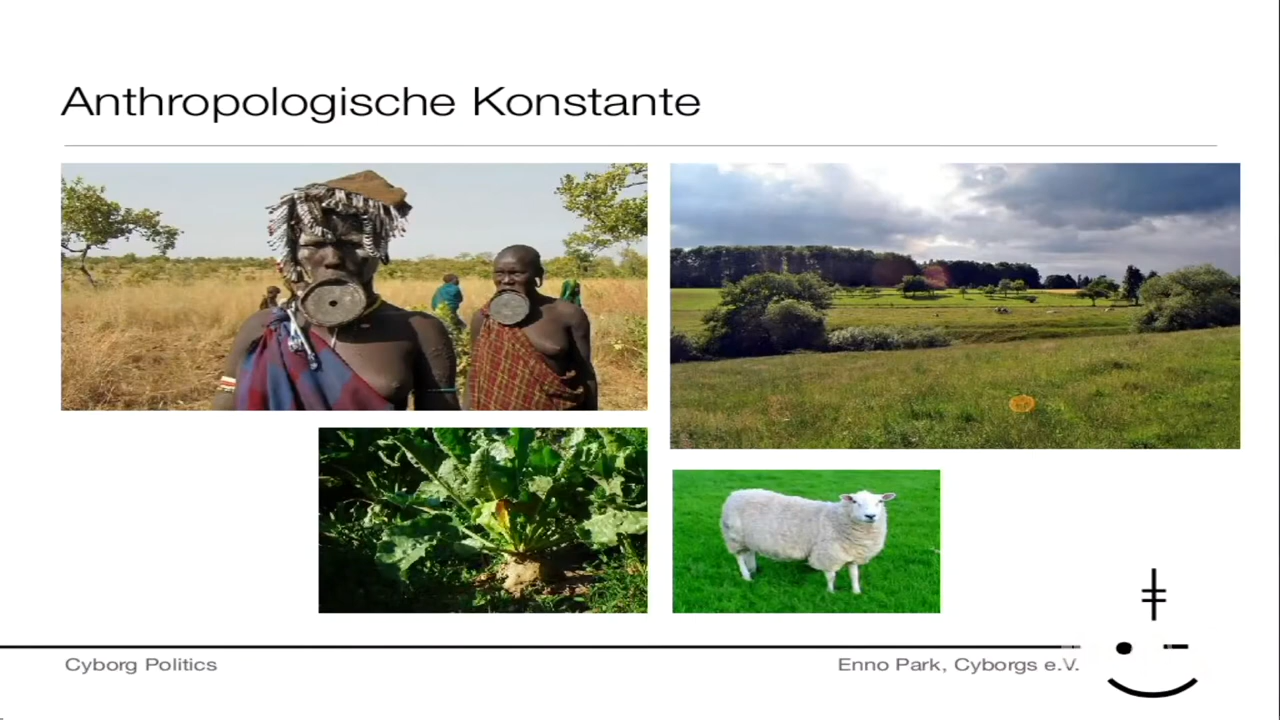 Anthropologische Konstante
Cyborg Politics
Enno Park, Cyborgs e.V.